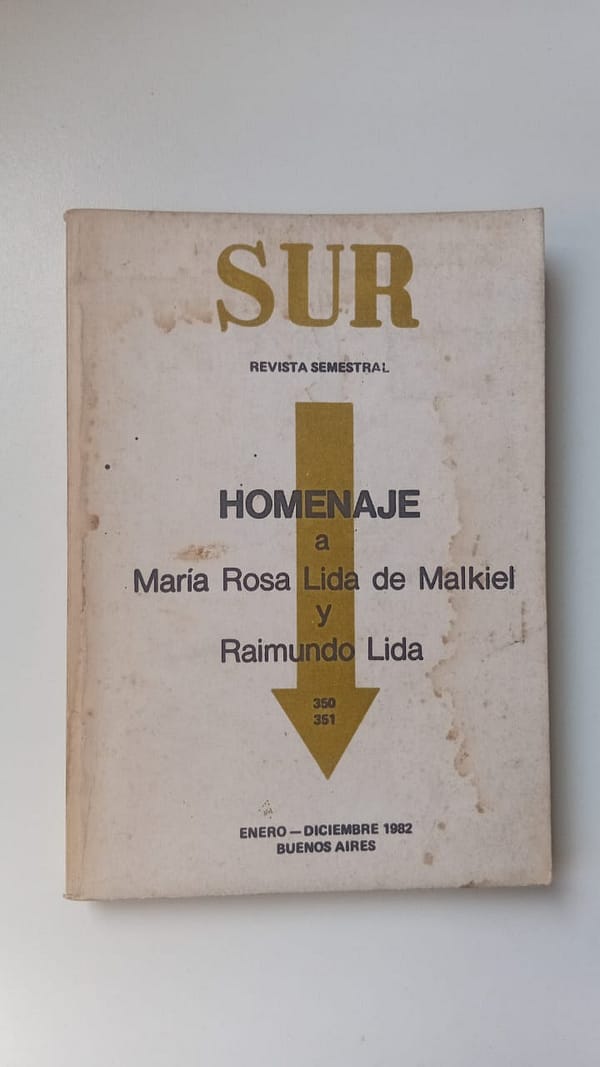 SUR
REVISTA SEMESTRAL
HOMENAJE
a
María Rosa Lida de Malkiel
y
Raimundo Lida
350
351
ENERO — DICIEMBRE 1982
BUENOS AIRES